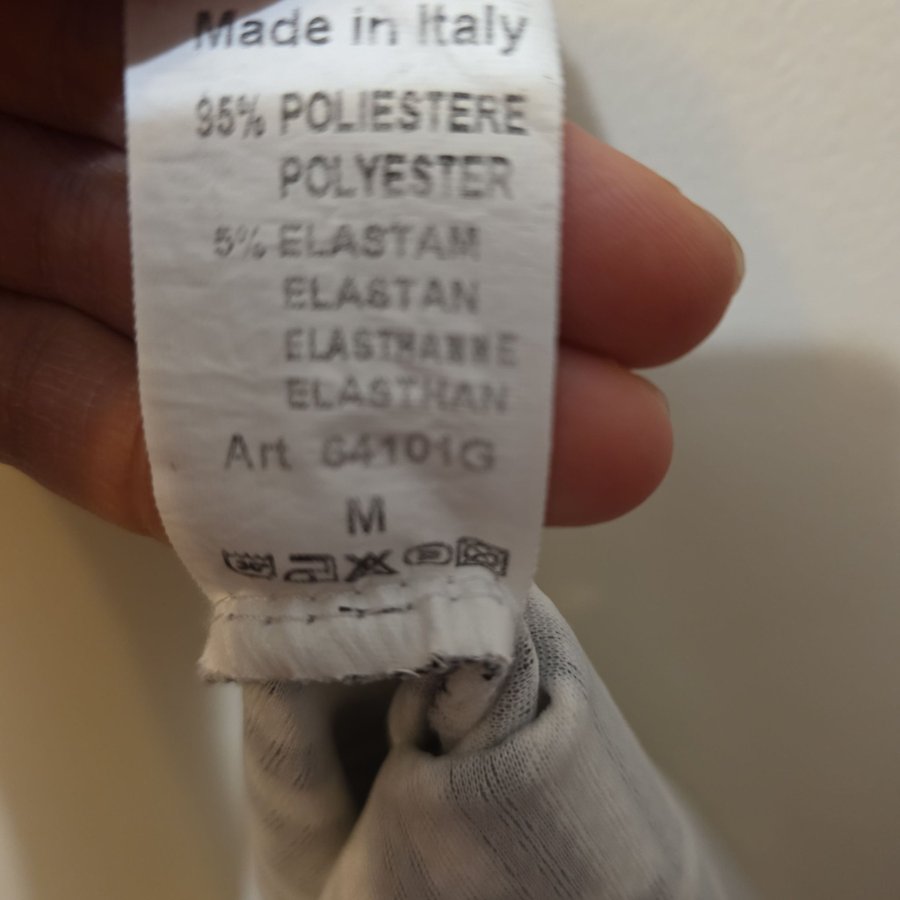 Made in Italy
95% POLIESTERE
POLYESTER
5% ELASTAM
ELASTAN
ELASTHANNE
ELASTHAN
Art 64101G
M